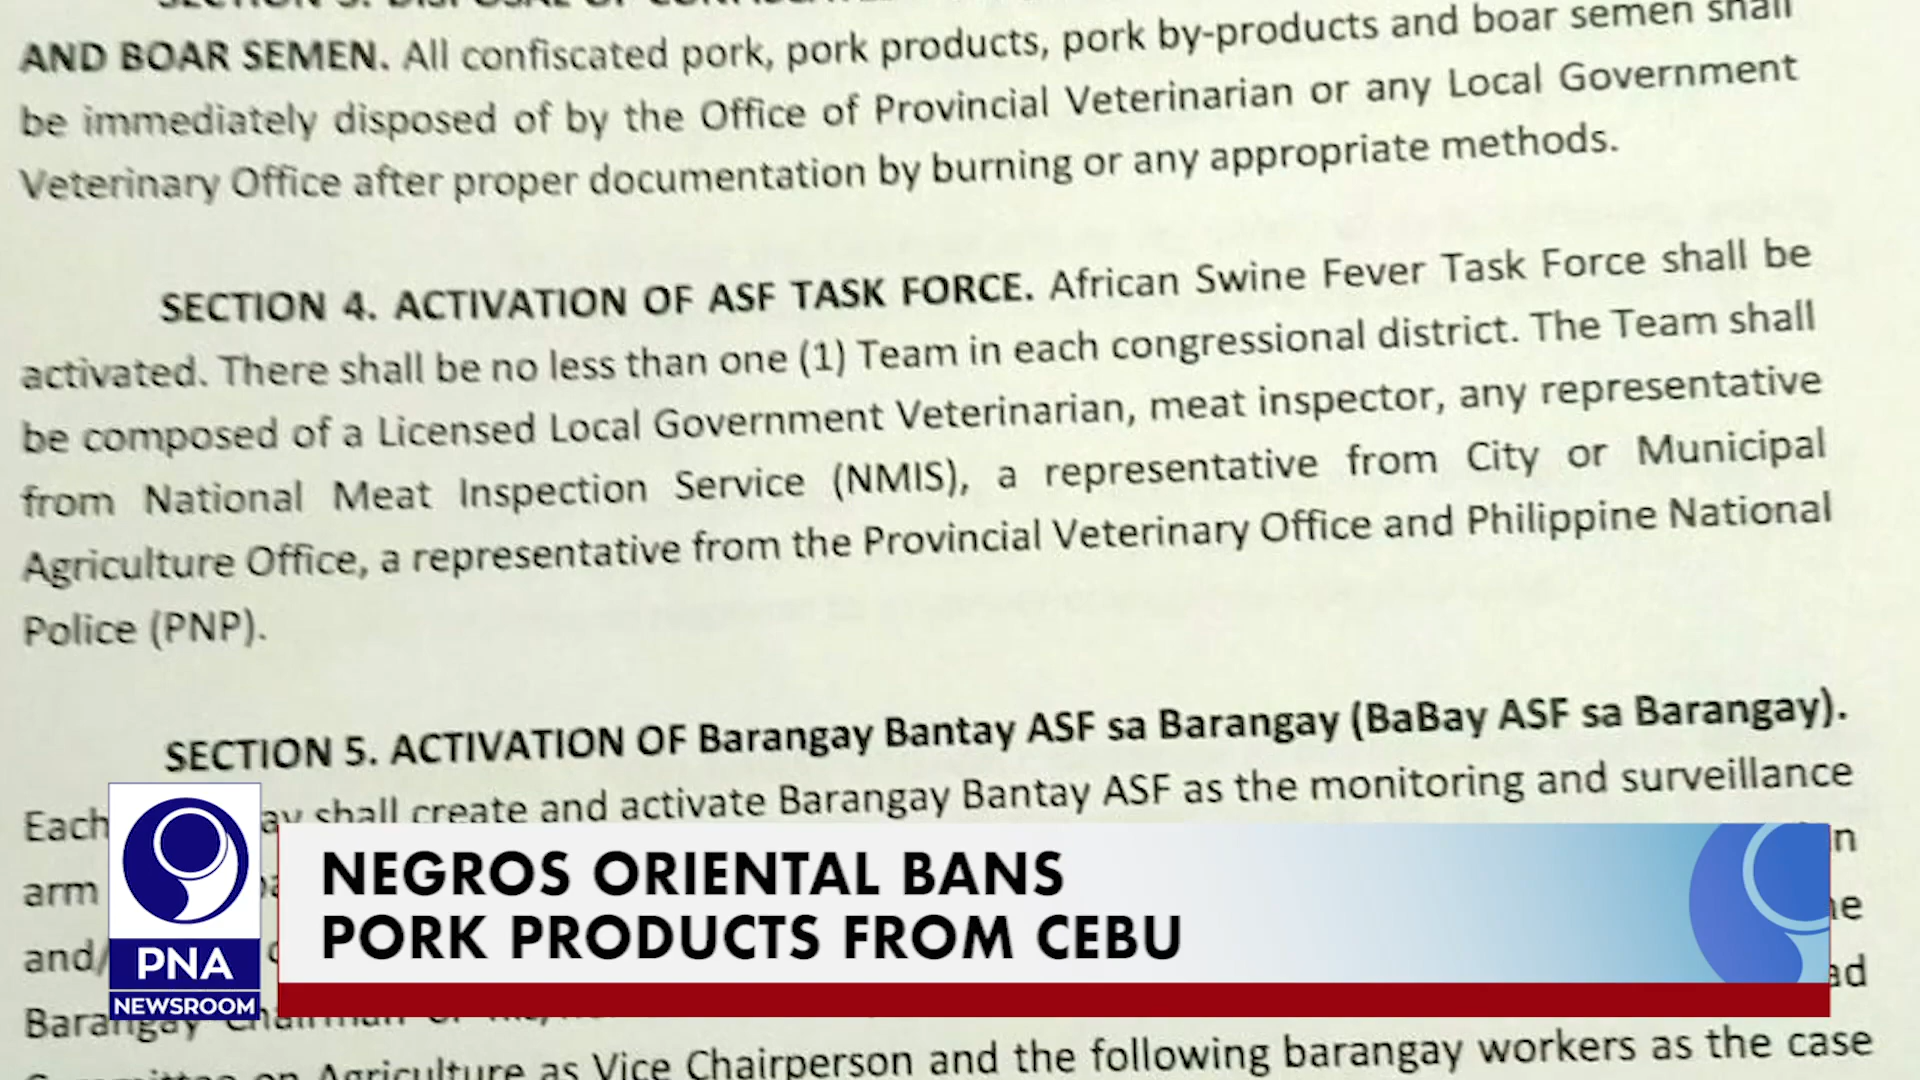 AND BOAR SEMEN. All confiscated pork, pork products, pork by-products and boar semen shall
be immediately disposed of by the Office of Provincial Veterinarian or any Local Government
Veterinary Office after proper documentation by burning or any appropriate methods.
SECTION 4. ACTIVATION OF ASF TASK FORCE. African Swine Fever Task Force shall be
activated. There shall be no less than one (1) Team in each congressional district. The Team shall
be composed of a Licensed Local Government Veterinarian, meat inspector, any representative
from National Meat Inspection Service (NMIS), a representative from City or Municipal
Agriculture Office, a representative from the Provincial Veterinary Office and Philippine National
Police (PNP).
SECTION 5. ACTIVATION OF Barangay Bantay ASF sa Barangay (BaBay ASF sa Barangay).
Each shall create and activate Barangay Bantay ASF as the monitoring and surveillance
arm
and/
Barangay
on Agriculture as Vice Chairperson and the following barangay workers as the case
NEGROS ORIENTAL BANS
PORK PRODUCTS FROM CEBU
PNA
NEWSROOM